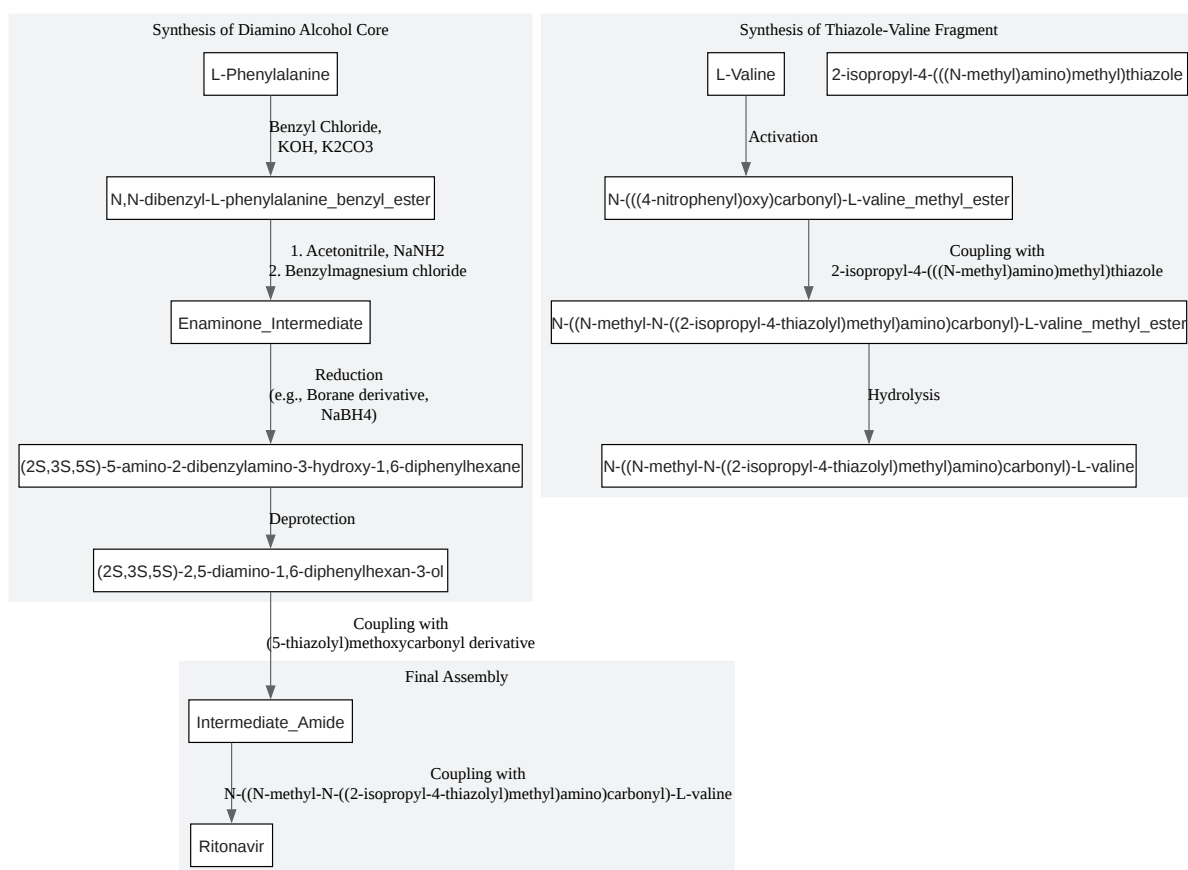 Synthesis of Diamino Alcohol Core
L-Phenylalanine
Benzyl Chloride,
KOH, K2CO3
N,N-dibenzyl-L-phenylalanine_benzyl_ester
1. Acetonitrile, NaNH2
2. Benzylmagnesium chloride
Enaminone_Intermediate
Reduction
(e.g., Borane derivative,
NaBH4)
(2S,3S,5S)-5-amino-2-dibenzylamino-3-hydroxy-1,6-diphenylhexane
Deprotection
(2S,3S,5S)-2,5-diamino-1,6-diphenylhexan-3-ol
Coupling with
(5-thiazolyl)methoxycarbonyl derivative
Synthesis of Thiazole-Valine Fragment
L-Valine
2-isopropyl-4-(((N-methyl)amino)methyl)thiazole
Activation
N-(((4-nitrophenyl)oxy)carbonyl)-L-valine_methyl_ester
Coupling with
2-isopropyl-4-(((N-methyl)amino)methyl)thiazole
N-((N-methyl-N-((2-isopropyl-4-thiazolyl)methyl)amino)carbonyl)-L-valine_methyl_ester
Hydrolysis
N-((N-methyl-N-((2-isopropyl-4-thiazolyl)methyl)amino)carbonyl)-L-valine
Final Assembly
Intermediate_Amide
Coupling with
N-((N-methyl-N-((2-isopropyl-4-thiazolyl)methyl)amino)carbonyl)-L-valine
Ritonavir